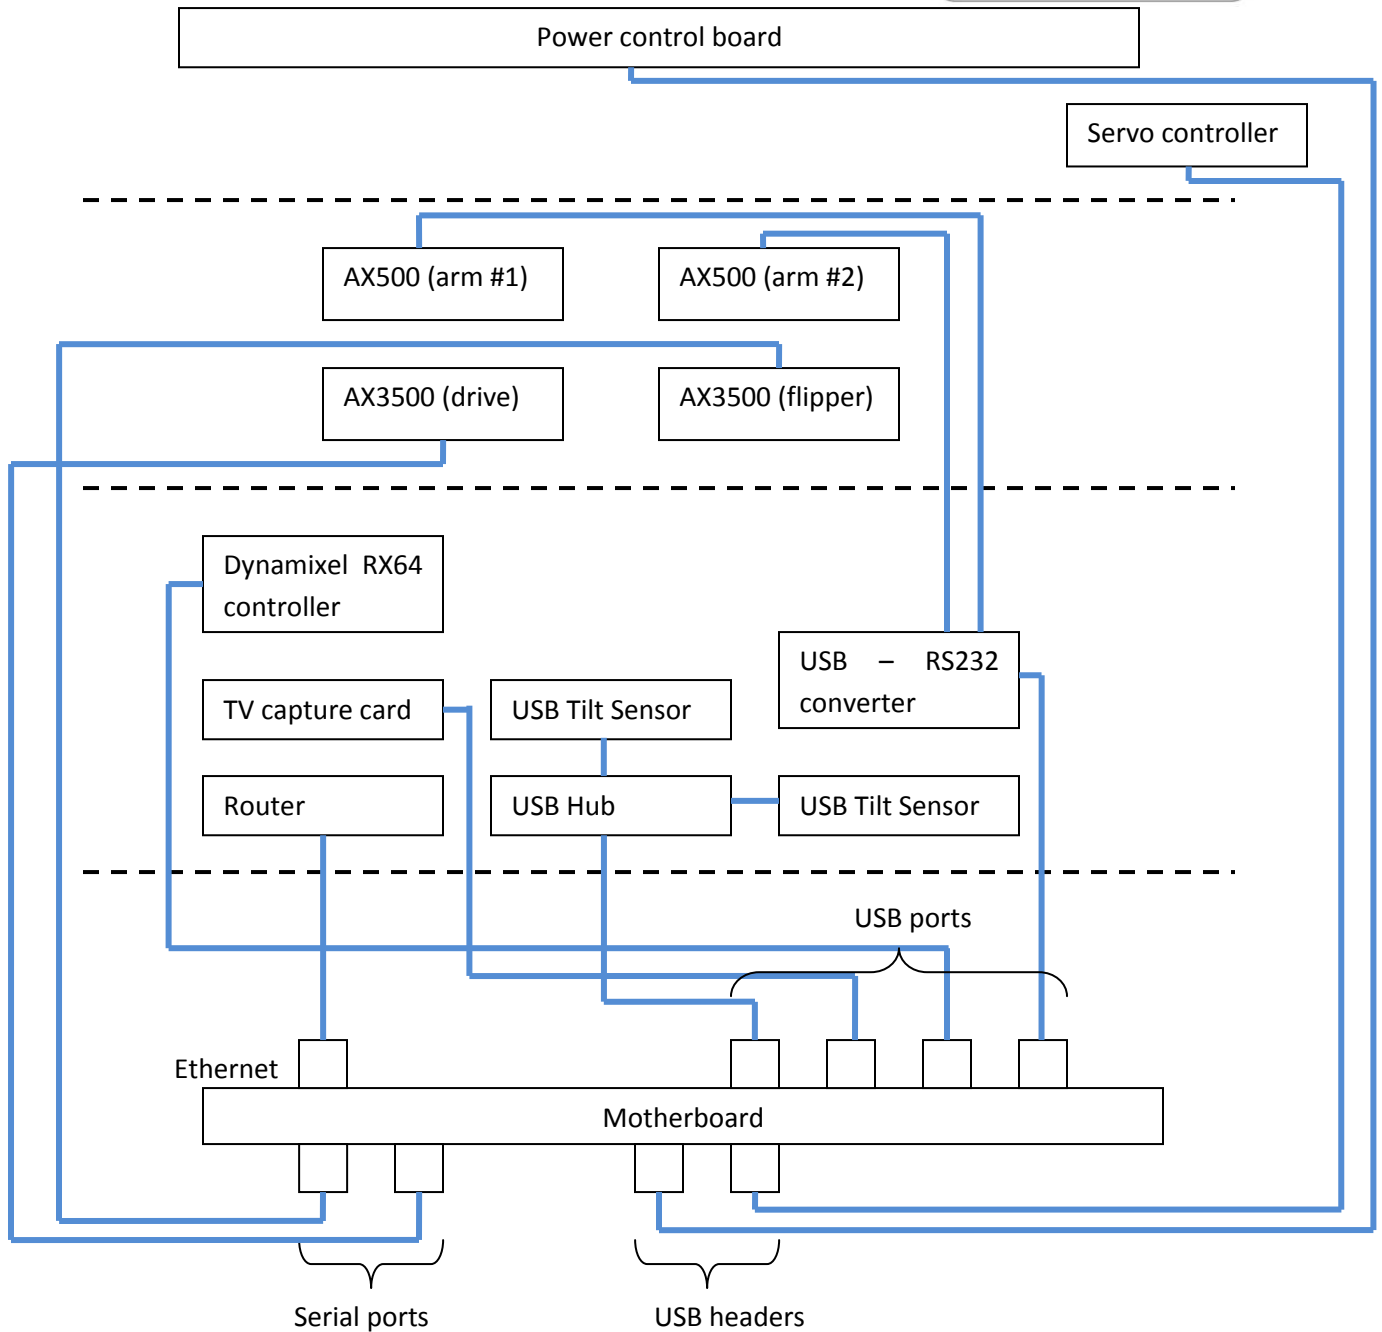 Power control board
Servo controller
AX500 (arm #1)
AX500 (arm #2)
AX3500 (drive)
AX3500 (flipper)
Dynamixel RX64
controller
USB – RS232
converter
TV capture card
USB Tilt Sensor
Router
USB Hub
USB Tilt Sensor
USB ports
Ethernet
Motherboard
Serial ports
USB headers